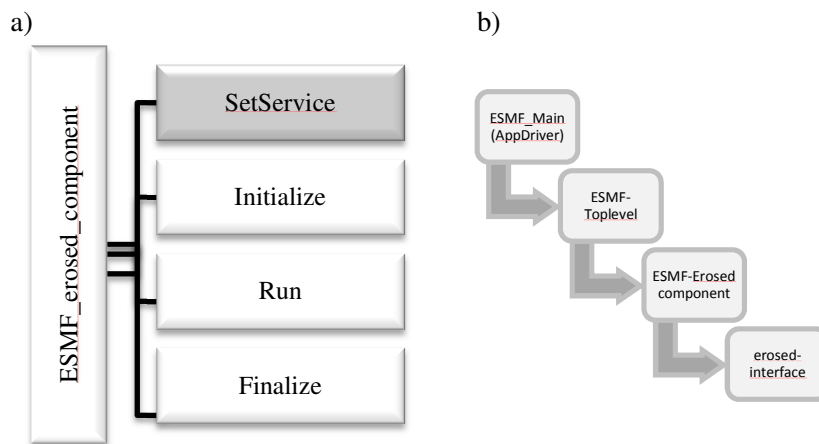 a)
ESMF_erosed_component
SetService
Initialize
Run
Finalize
b)
ESMF_Main
(AppDriver)
ESMF-
Toplevel
ESMF-Erosed
component
erosed-
interface